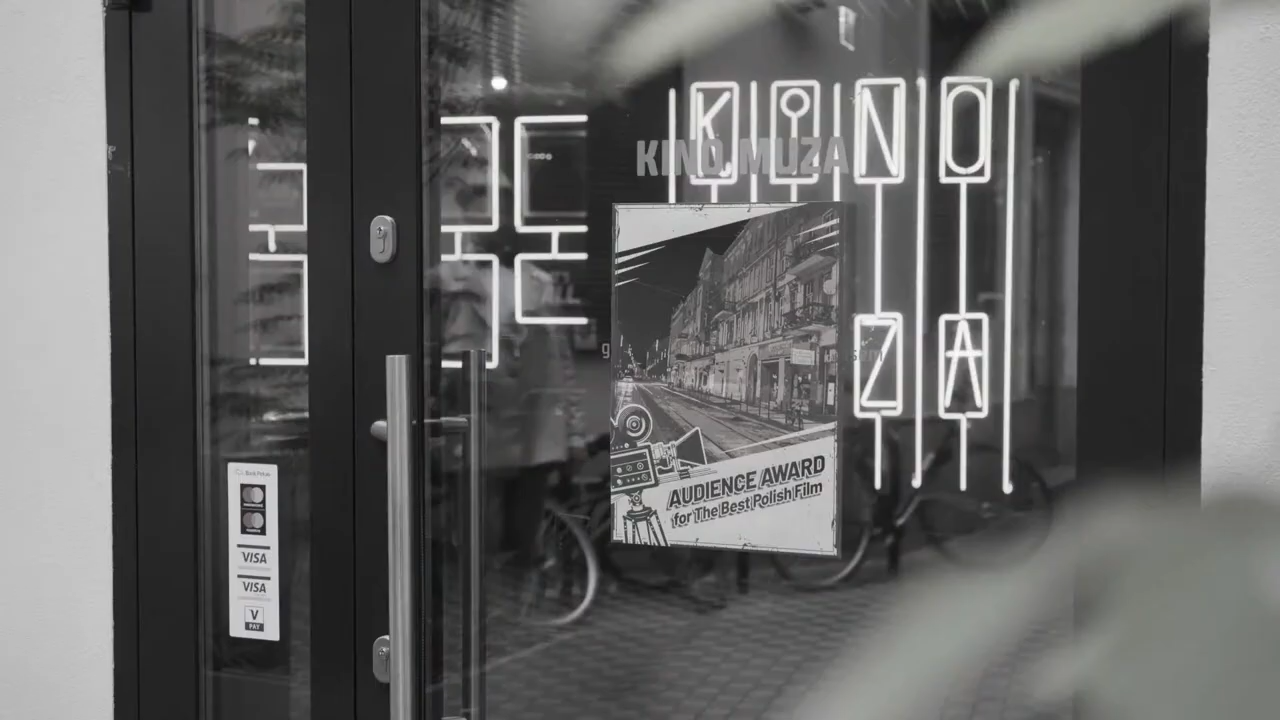 KINO
KINO MUZA
ZA
AUDIENCE AWARD
for The Best Polish Film
VISA
VISA
V
PAY